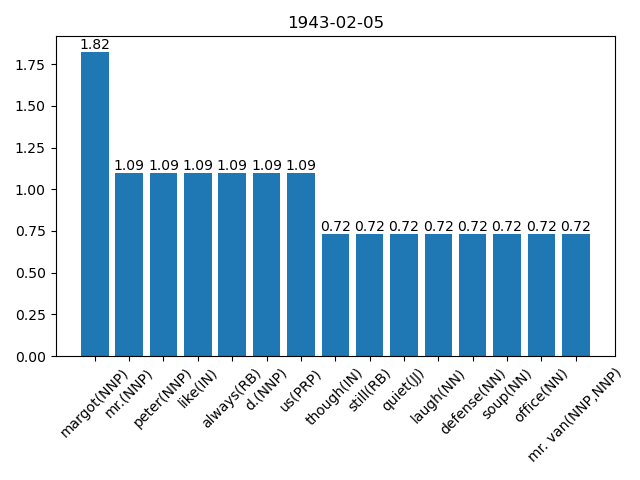 1943-02-05
1.82
1.09 1.09 1.09 1.09 1.09 1.09
0.72 0.72 0.72 0.72 0.72 0.72 0.72 0.72
1.75
1.50
1.25
1.00
0.75
0.50
0.25
0.00
margot(NNP)
mr.(NNP)
peter(NNP)
like(IN)
always(RB)
d.(NNP)
us(PRP)
though(IN)
still(RB)
quiet(JJ)
laugh(NN)
defense(NN)
soup(NN)
office(NN)
mr. van(NNP,NNP)